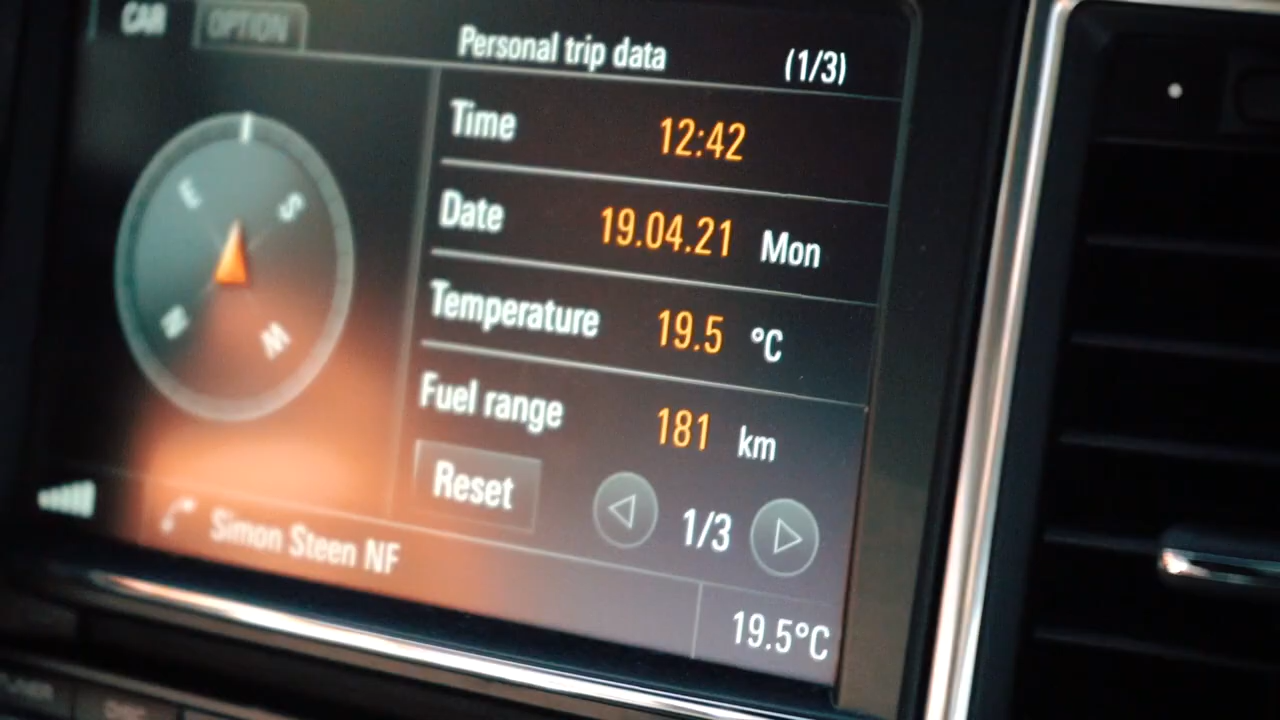 CAR OPTION
Personal trip data (1/3)
Time 12:42
Date 19.04.21 Mon
Temperature 19.5 °C
Fuel range 181 km
Reset 1/3
E S
N W
Simon Steen NF
19.5°C